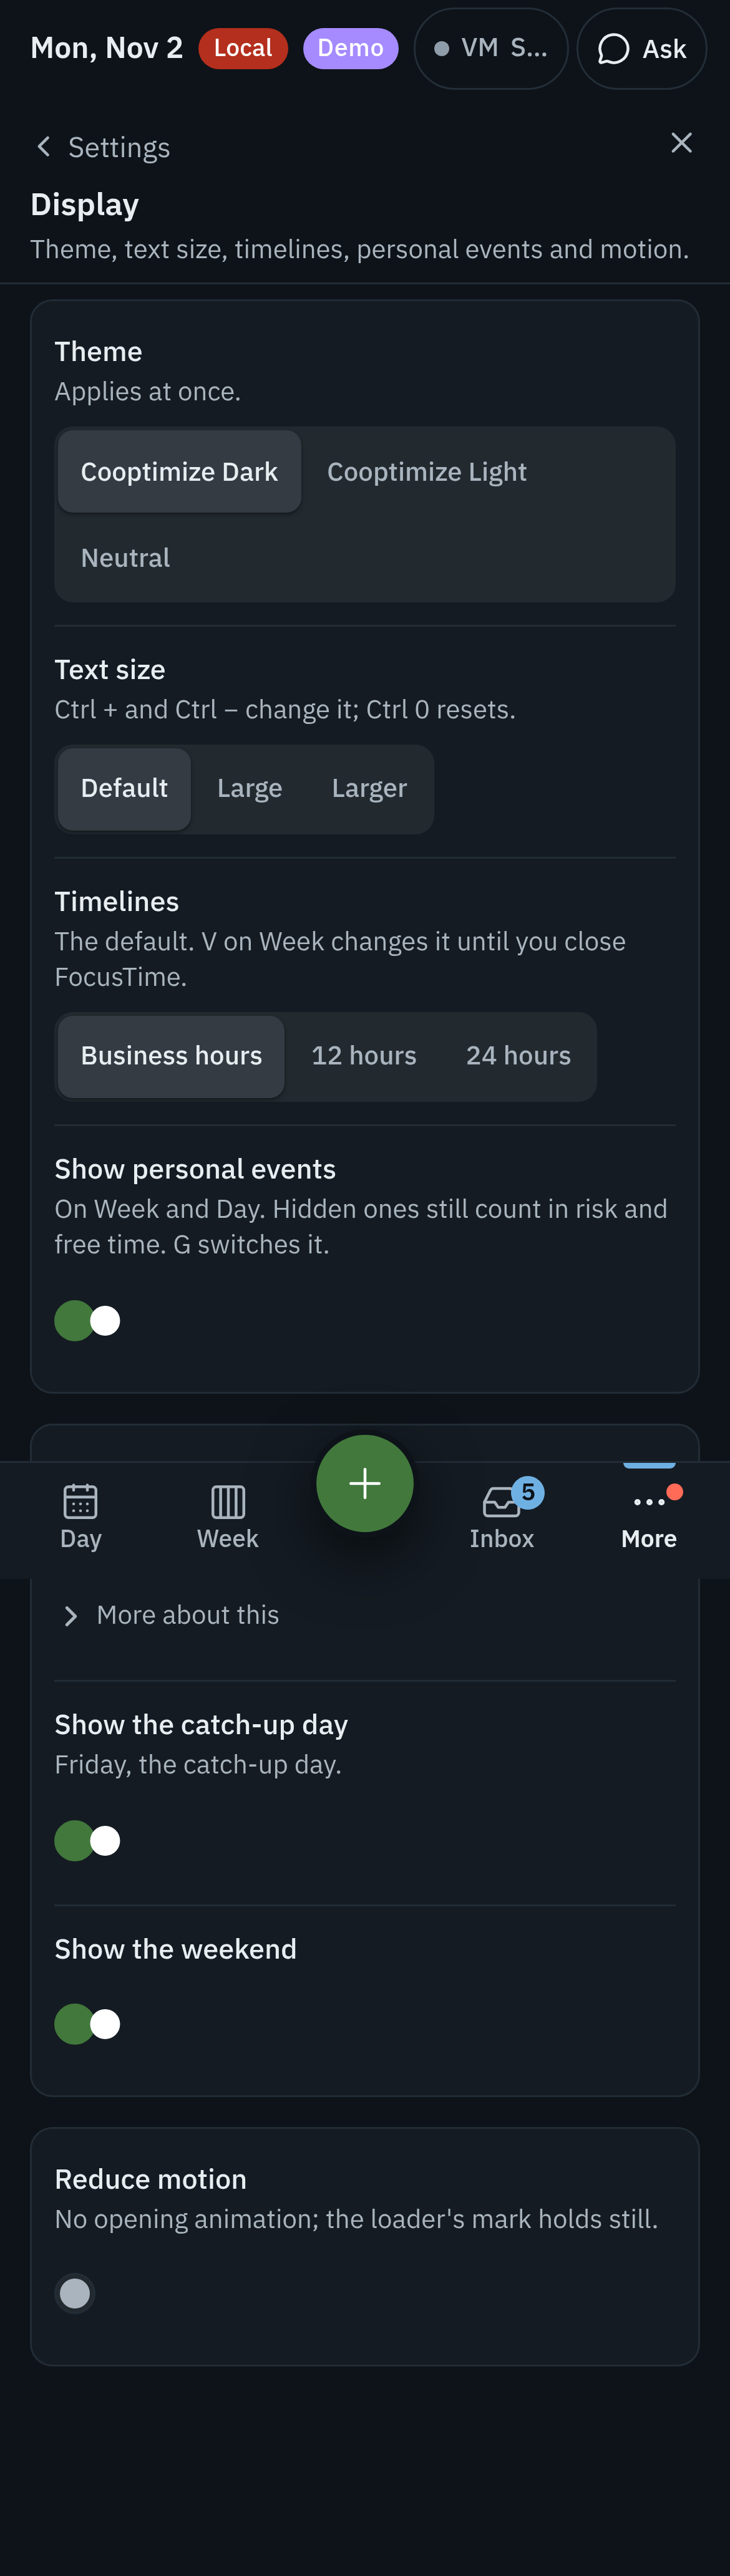 Mon, Nov 2 Local Demo VM S... Ask
Settings
Display
Theme, text size, timelines, personal events and motion.
Theme
Applies at once.
Cooptimize Dark Cooptimize Light
Neutral
Text size
Ctrl + and Ctrl – change it; Ctrl 0 resets.
Default Large Larger
Timelines
The default. V on Week changes it until you close
FocusTime.
Business hours 12 hours 24 hours
Show personal events
On Week and Day. Hidden ones still count in risk and
free time. G switches it.
5
Day Week Inbox More
More about this
Show the catch-up day
Friday, the catch-up day.
Show the weekend
Reduce motion
No opening animation; the loader's mark holds still.